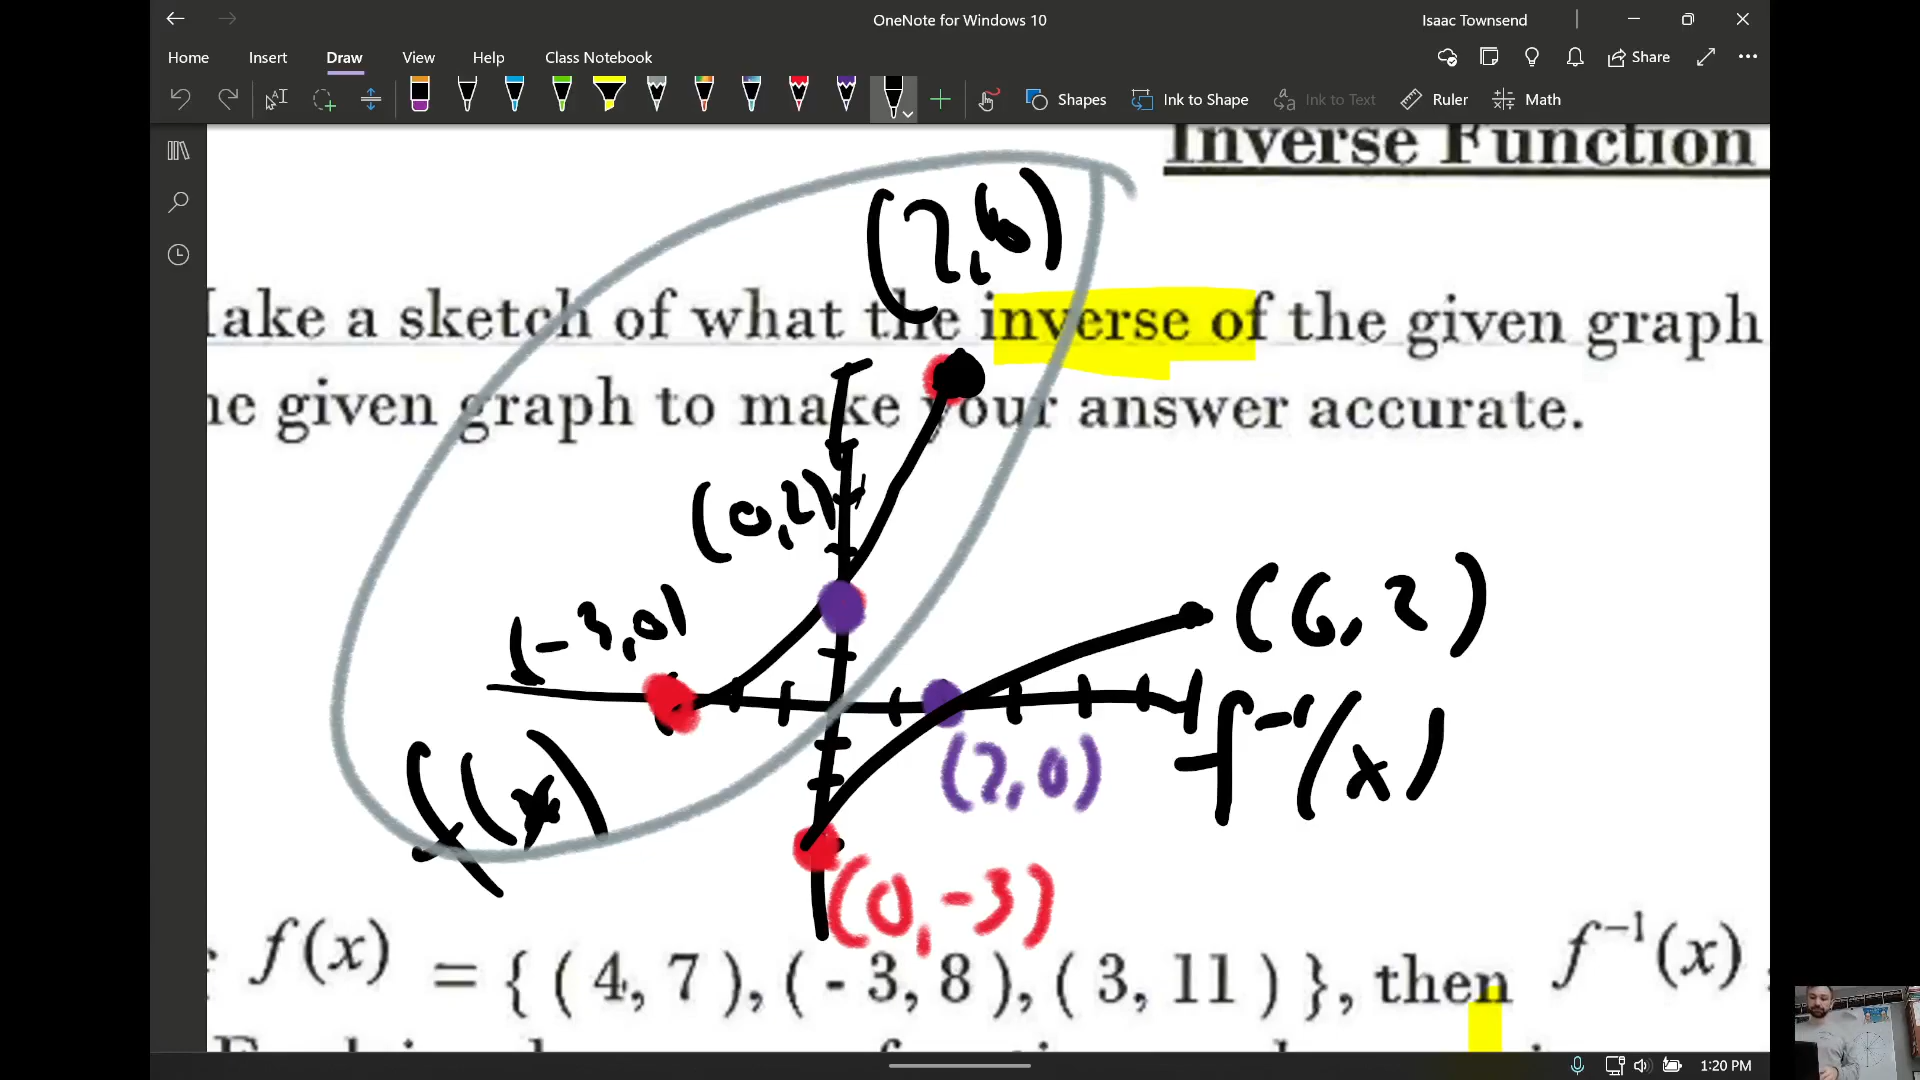 OneNote for Windows 10
Isaac Townsend
Home Insert Draw View Help Class Notebook
Share
Shapes Ink to Shape Ink to Text Ruler Math
Inverse Function
(2,6)
ake a sketch of what the inverse of the given graph
he given graph to make your answer accurate.
(0,2)
(-3,0)
(6,2)
f⁻¹(x)
(2,0)
f(x)
(0,-3)
f(x) = { ( 4, 7 ), ( - 3, 8 ), ( 3, 11 ) }, then f⁻¹(x)
1:20 PM